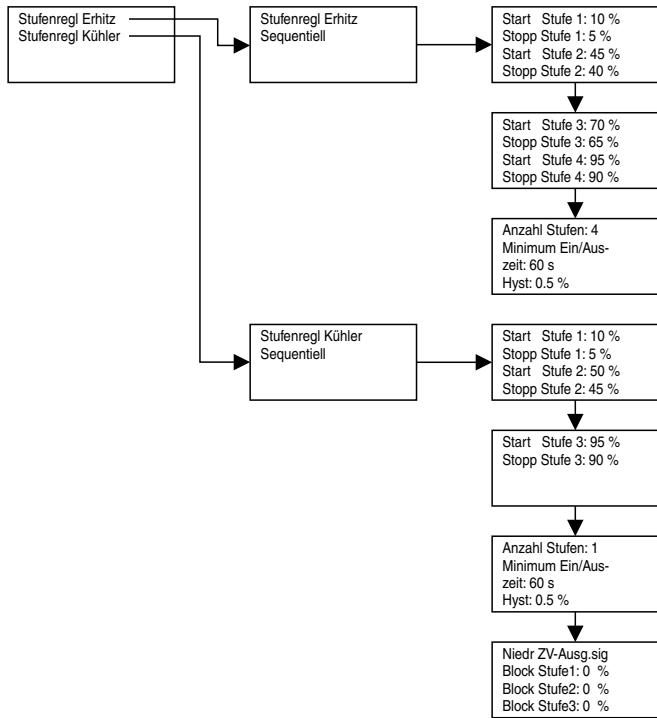 Stufenregl Erhitz
Stufenregl Kühler
Stufenregl Erhitz
Sequentiell
Start Stufe 1: 10 %
Stopp Stufe 1: 5 %
Start Stufe 2: 45 %
Stopp Stufe 2: 40 %
Start Stufe 3: 70 %
Stopp Stufe 3: 65 %
Start Stufe 4: 95 %
Stopp Stufe 4: 90 %
Anzahl Stufen: 4
Minimum Ein/Aus-
zeit: 60 s
Hyst: 0.5 %
Stufenregl Kühler
Sequentiell
Start Stufe 1: 10 %
Stopp Stufe 1: 5 %
Start Stufe 2: 50 %
Stopp Stufe 2: 45 %
Start Stufe 3: 95 %
Stopp Stufe 3: 90 %
Anzahl Stufen: 1
Minimum Ein/Aus-
zeit: 60 s
Hyst: 0.5 %
Niedr ZV-Ausg.sig
Block Stufe1: 0 %
Block Stufe2: 0 %
Block Stufe3: 0 %